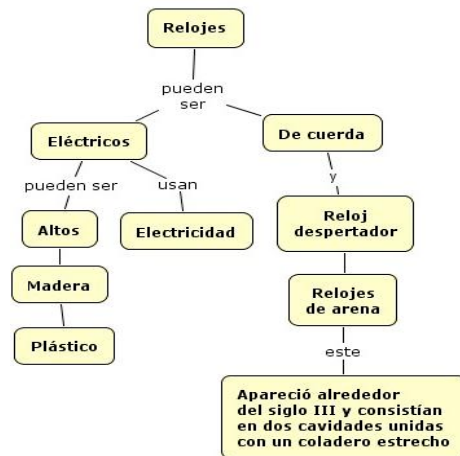 Relojes
pueden
ser
Eléctricos
De cuerda
pueden ser
usan
y
Altos
Electricidad
Reloj
despertador
Madera
Relojes
de arena
Plástico
este
Apareció alrededor
del siglo III y consistían
en dos cavidades unidas
con un coladero estrecho